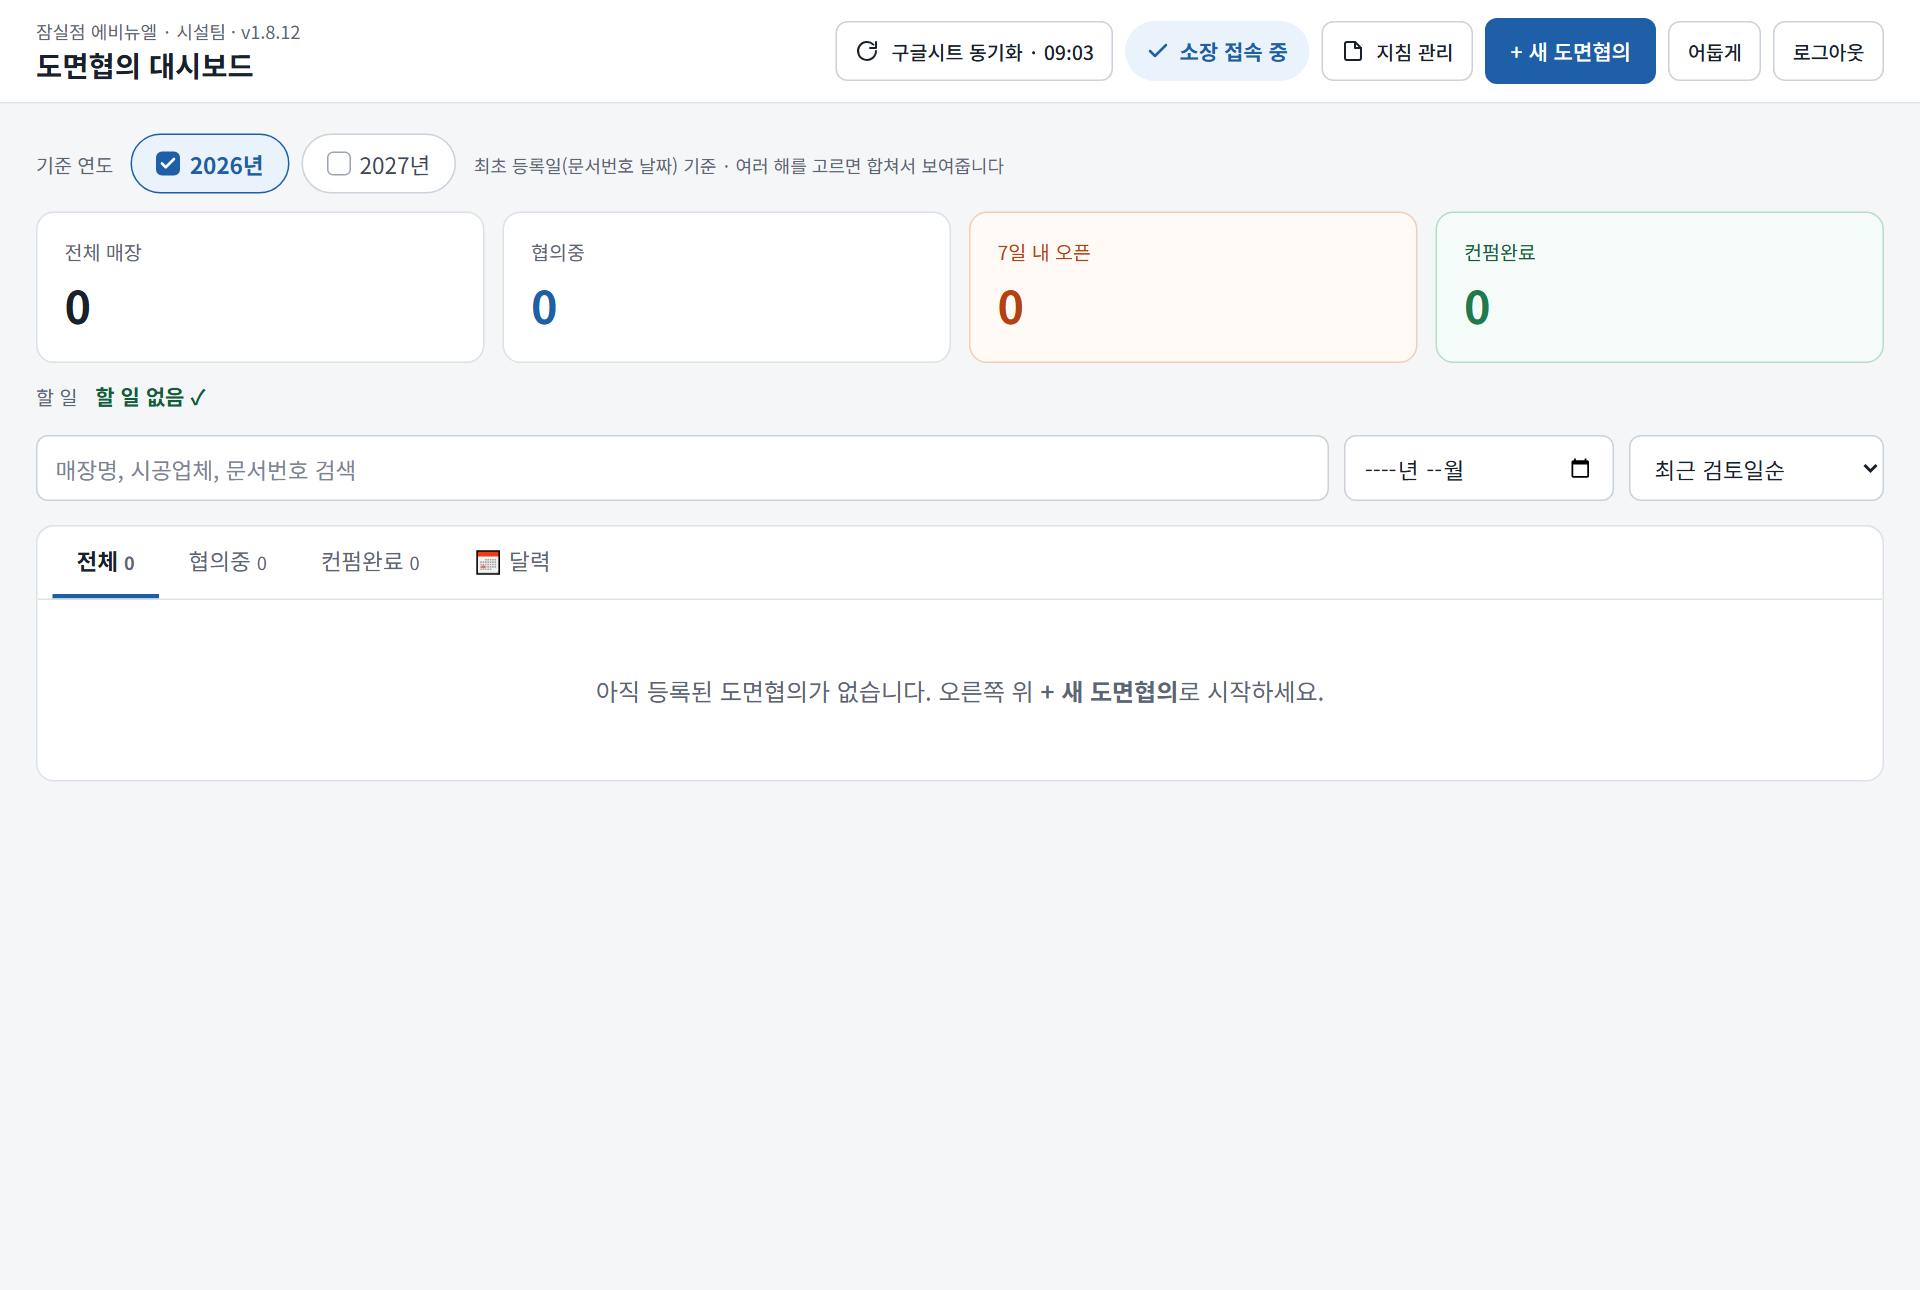 잠실점 에비뉴엘 · 시설팀 · v1.8.12
도면협의 대시보드
구글시트 동기화 · 09:03
소장 접속 중
지침 관리
+ 새 도면협의
어둡게
로그아웃
기준 연도
2026년
2027년
최초 등록일(문서번호 날짜) 기준 · 여러 해를 고르면 합쳐서 보여줍니다
전체 매장
0
협의중
0
7일 내 오픈
0
컨펌완료
0
할 일 할 일 없음 ✓
매장명, 시공업체, 문서번호 검색
----년 --월
최근 검토일순
전체 0
협의중 0
컨펌완료 0
달력
아직 등록된 도면협의가 없습니다. 오른쪽 위 + 새 도면협의로 시작하세요.